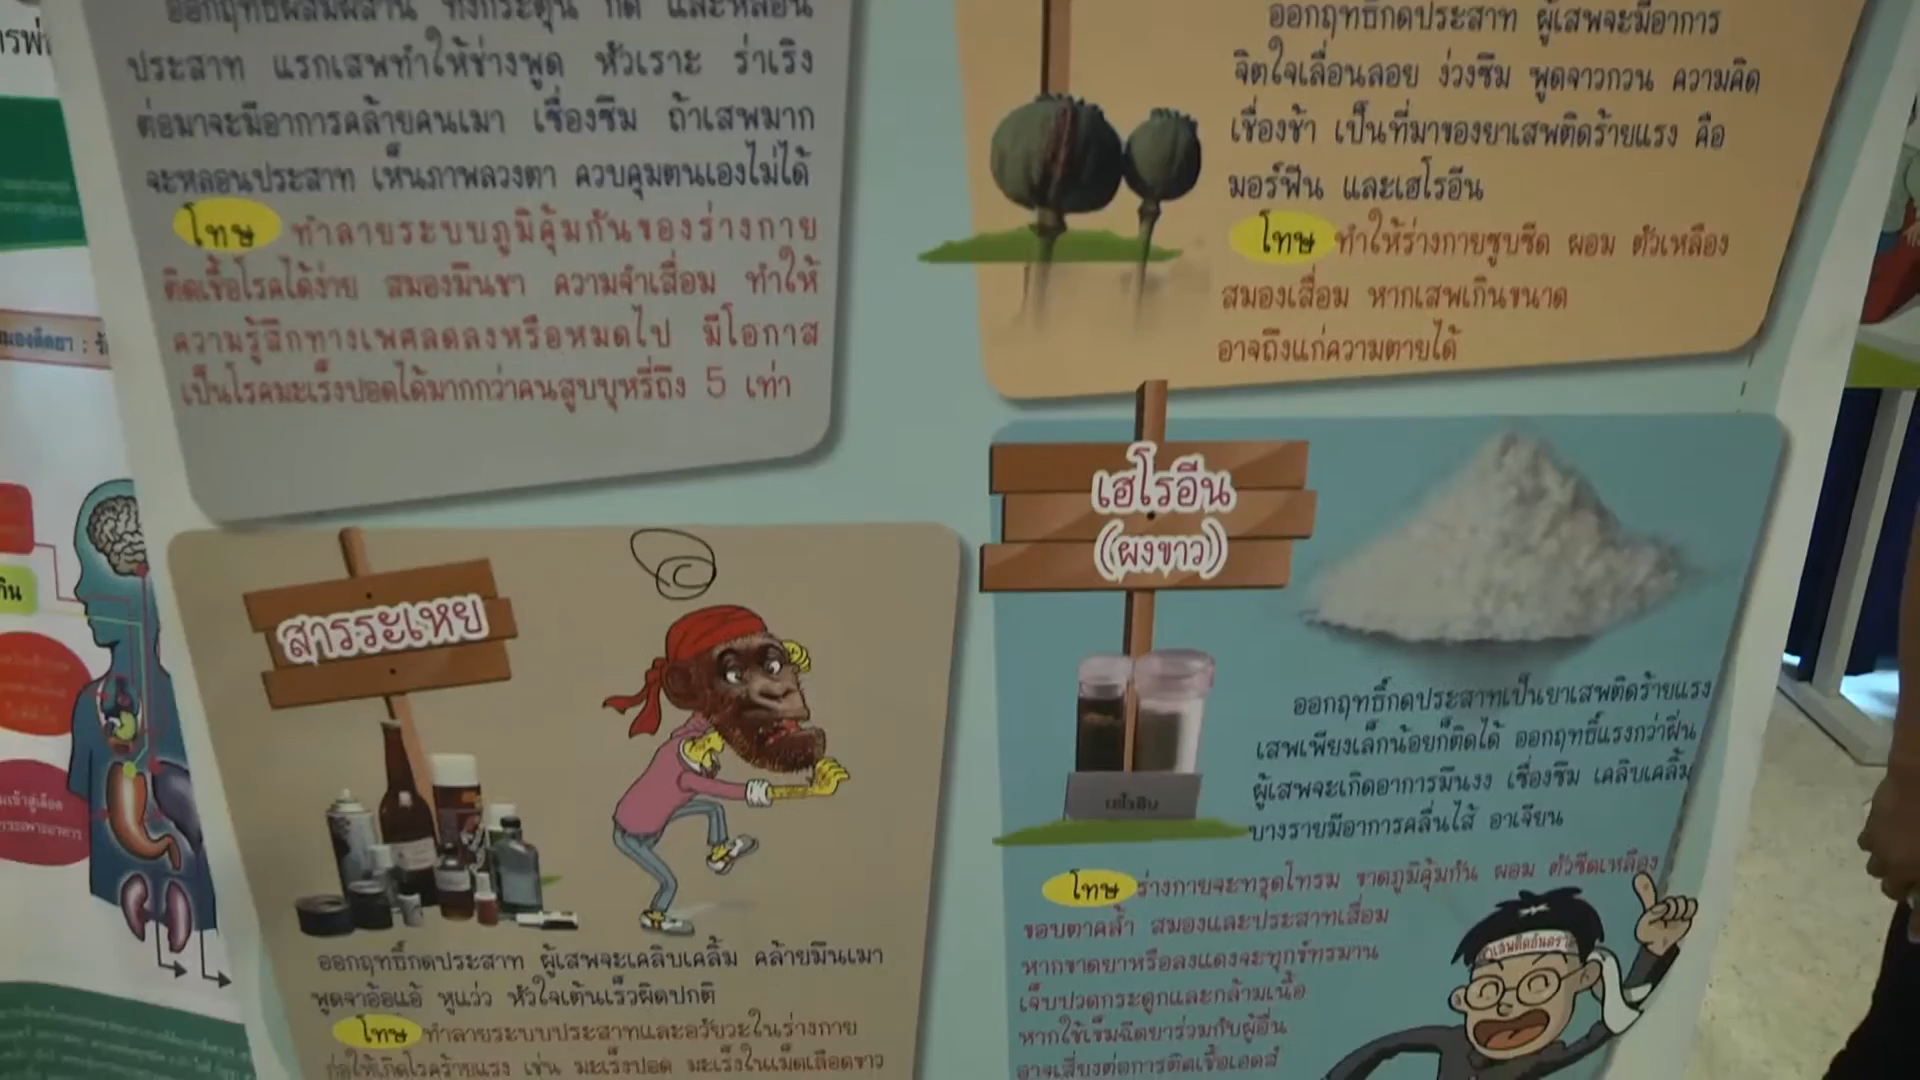 ออกฤทธิ์ผสมผสาน ทั้งกระตุ้น กด และหลอน
ประสาท แรกเสพทำให้ช่างพูด หัวเราะ ร่าเริง
ต่อมาจะมีอาการคล้ายคนเมา เซื่องซึม ถ้าเสพมาก
จะหลอนประสาท เห็นภาพลวงตา ควบคุมตนเองไม่ได้
โทษ ทำลายระบบภูมิคุ้มกันของร่างกาย
ติดเชื้อโรคได้ง่าย สมองมึนชา ความจำเสื่อม ทำให้
ความรู้สึกทางเพศลดลงหรือหมดไป มีโอกาส
เป็นโรคมะเร็งปอดได้มากกว่าคนสูบบุหรี่ถึง 5 เท่า
ออกฤทธิ์กดประสาท ผู้เสพจะมีอาการ
จิตใจเลื่อนลอย ง่วงซึม พูดจาวกวน ความคิด
เชื่องช้า เป็นที่มาของยาเสพติดร้ายแรง คือ
มอร์ฟีน และเฮโรอีน
โทษ ทำให้ร่างกายซูบซีด ผอม ตัวเหลือง
สมองเสื่อม หากเสพเกินขนาด
อาจถึงแก่ความตายได้
สารระเหย
ออกฤทธิ์กดประสาท ผู้เสพจะเคลิบเคลิ้ม คล้ายมึนเมา
พูดจาอ้อแอ้ หูแว่ว หัวใจเต้นเร็วผิดปกติ
โทษ ทำลายระบบประสาทและอวัยวะในร่างกาย
ก่อให้เกิดโรคร้ายแรง เช่น มะเร็งปอด มะเร็งในเม็ดเลือดขาว
เฮโรอีน
(ผงขาว)
เฮโรอีน
ออกฤทธิ์กดประสาทเป็นยาเสพติดร้ายแรง
เสพเพียงเล็กน้อยก็ติดได้ ออกฤทธิ์แรงกว่าฝิ่น
ผู้เสพจะเกิดอาการมึนงง เซื่องซึม เคลิบเคลิ้ม
บางรายมีอาการคลื่นไส้ อาเจียน
โทษ ร่างกายจะทรุดโทรม ขาดภูมิคุ้มกัน ผอม ตัวซีดเหลือง
ขอบตาคล้ำ สมองและประสาทเสื่อม
หากขาดยาหรือลงแดงจะทุกข์ทรมาน
เจ็บปวดกระดูกและกล้ามเนื้อ
หากใช้เข็มฉีดยาร่วมกับผู้อื่น
อาจเสี่ยงต่อการติดเชื้อเอดส์